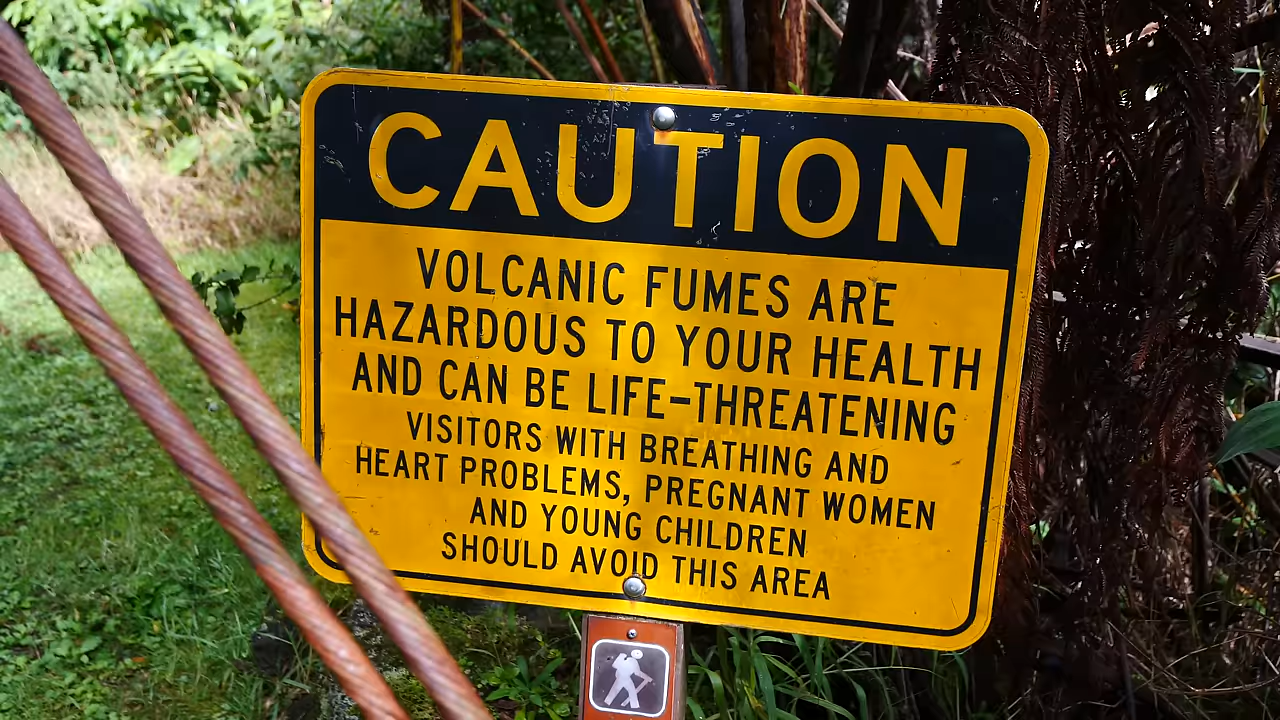 CAUTION
VOLCANIC FUMES ARE
HAZARDOUS TO YOUR HEALTH
AND CAN BE LIFE-THREATENING
VISITORS WITH BREATHING AND
HEART PROBLEMS, PREGNANT WOMEN
AND YOUNG CHILDREN
SHOULD AVOID THIS AREA